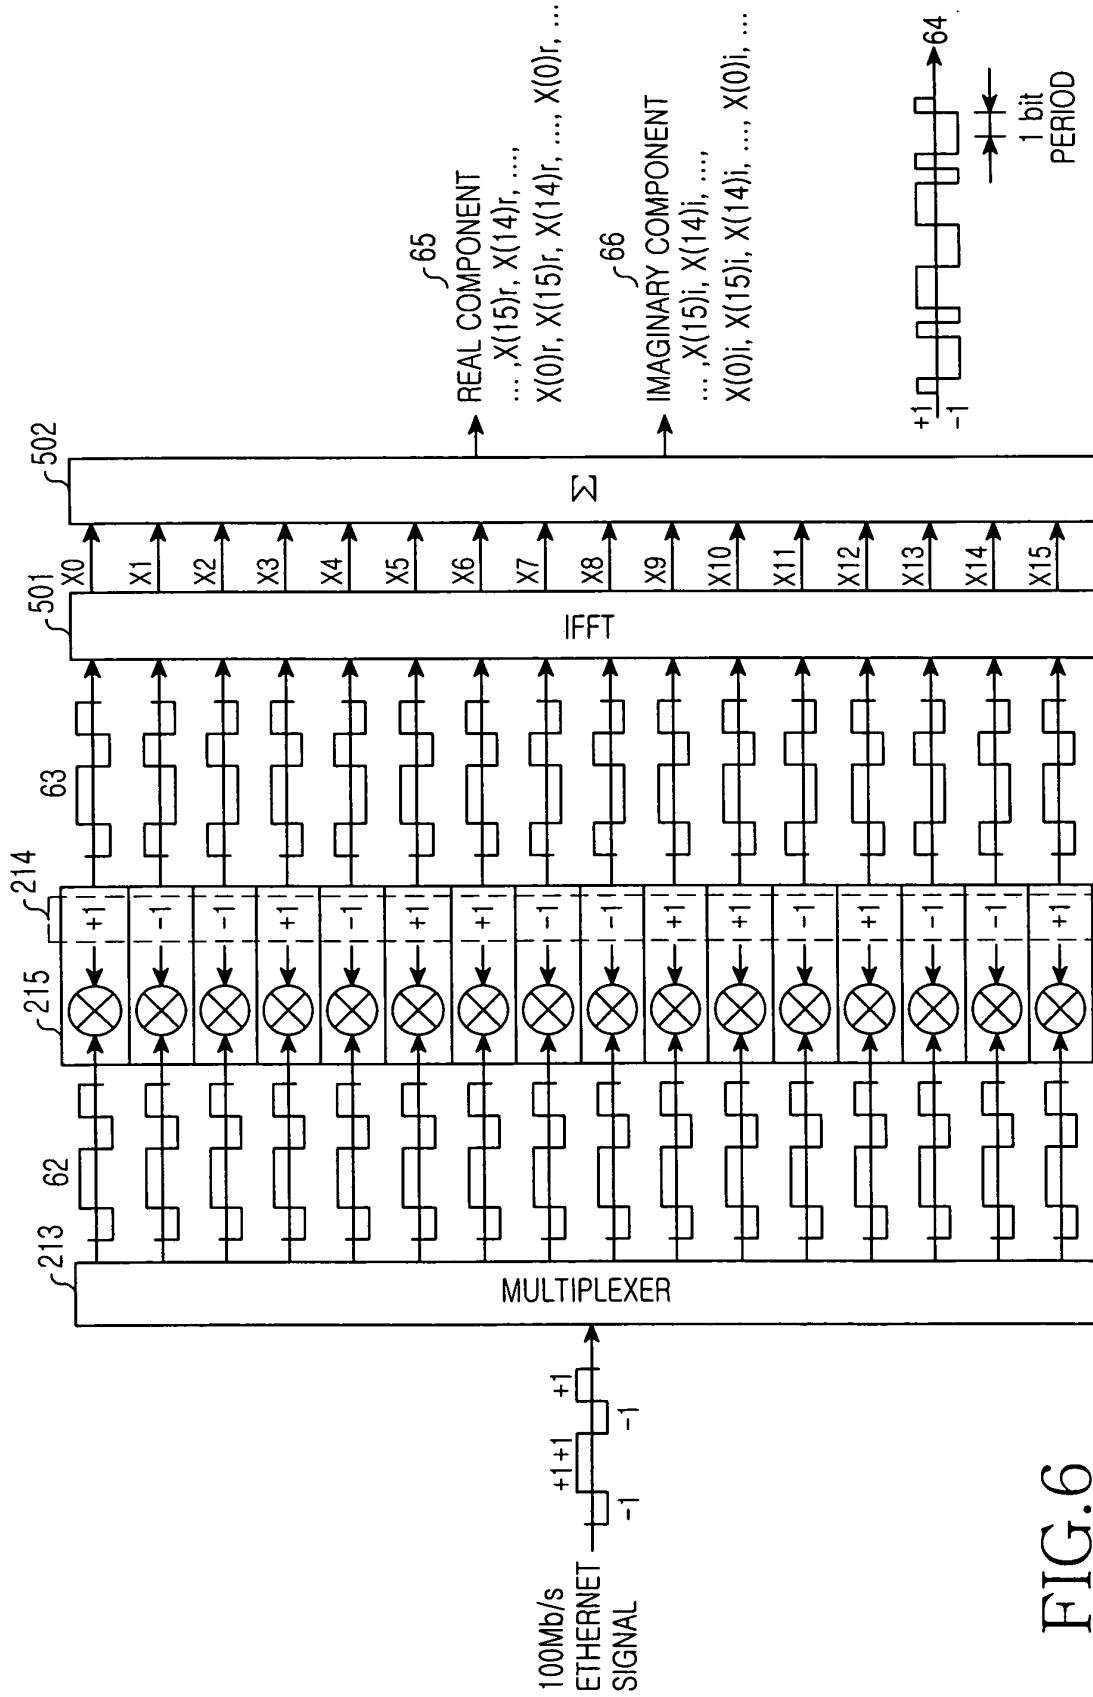 100Mb/s
ETHERNET
SIGNAL
-1
+1+1
-1
+1
213
MULTIPLEXER
62
215
214
+1
-1
-1
+1
-1
+1
+1
-1
-1
+1
+1
-1
+1
-1
-1
+1
63
501
IFFT
X0
X1
X2
X3
X4
X5
X6
X7
X8
X9
X10
X11
X12
X13
X14
X15
502
Σ
65
REAL COMPONENT
... ,X(15)r, X(14)r, ...,
X(0)r, X(15)r, X(14)r, ..., X(0)r, ...
66
IMAGINARY COMPONENT
... ,X(15)i, X(14)i, ...,
X(0)i, X(15)i, X(14)i, ..., X(0)i, ...
+1
-1
64
1 bit
PERIOD
FIG.6